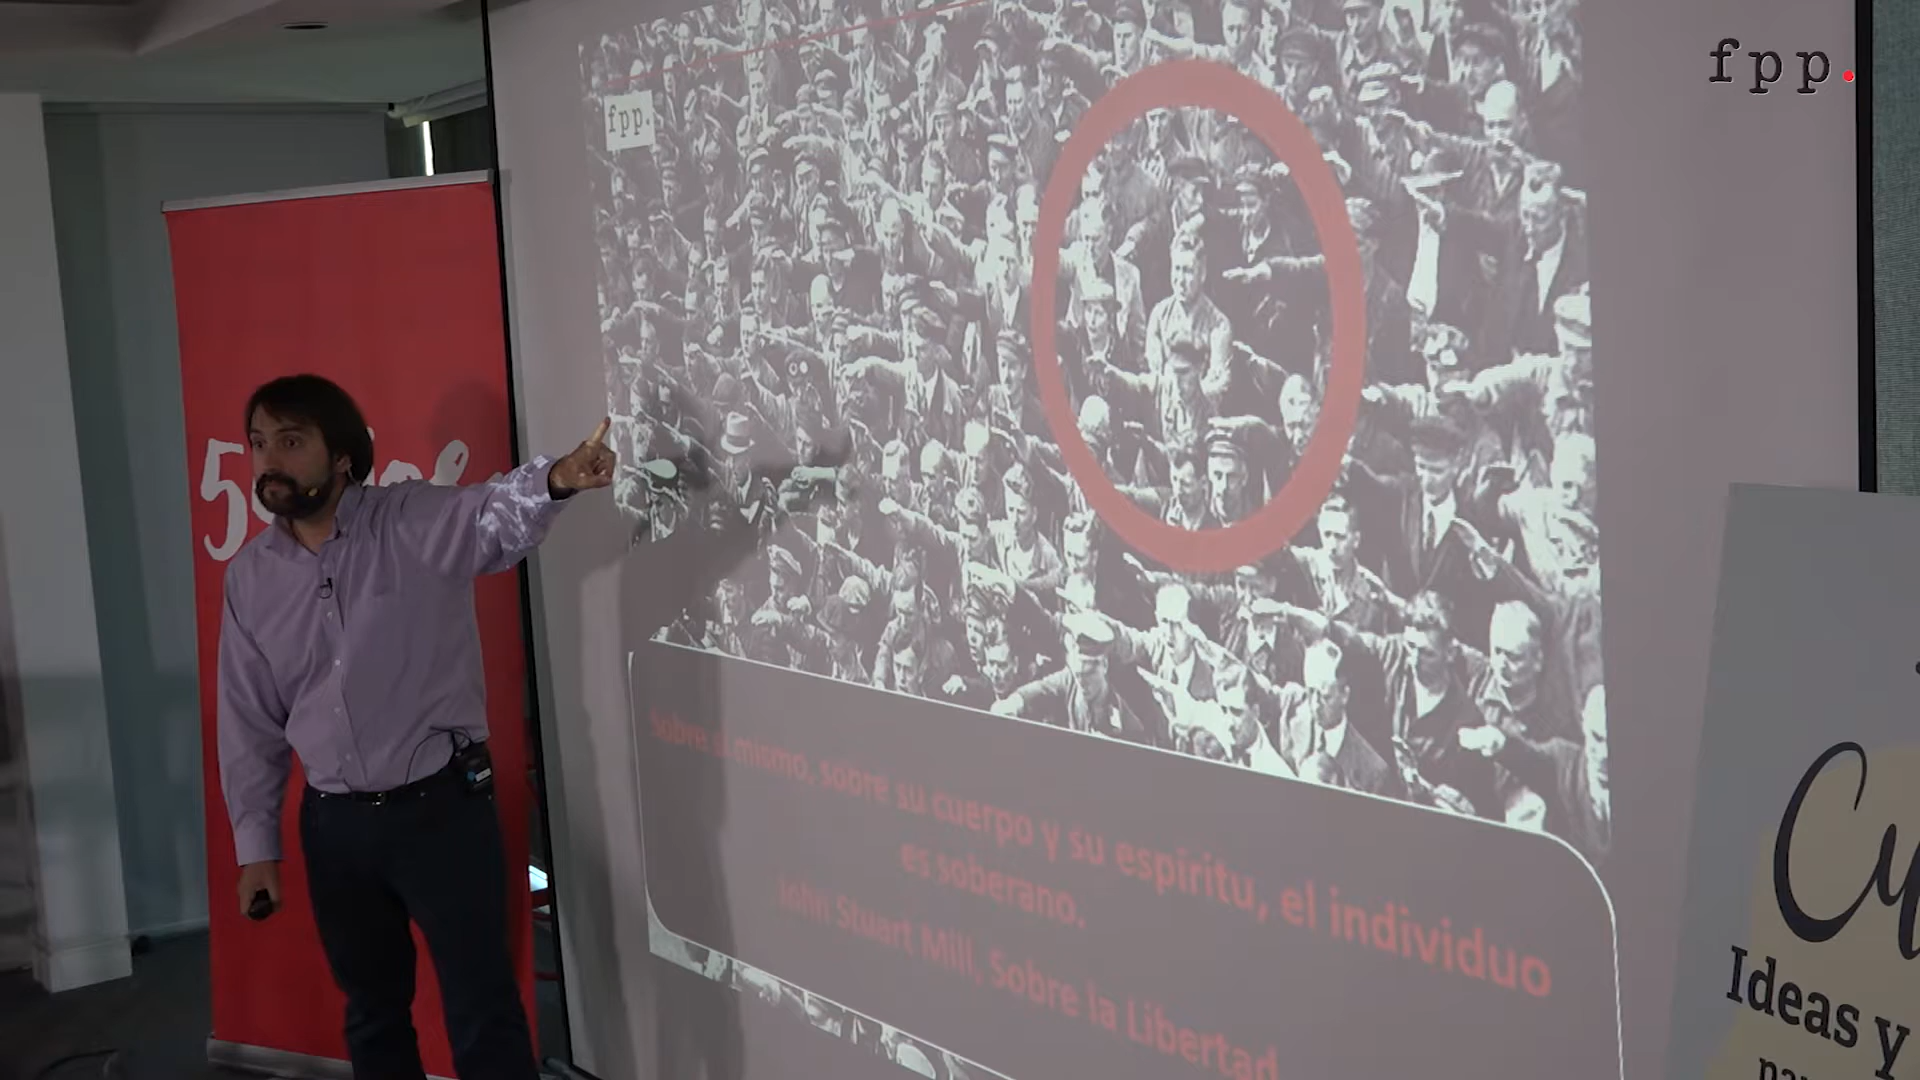 fpp.
fpp.
Sobre sí mismo, sobre su cuerpo y su espíritu, el individuo
es soberano.
John Stuart Mill, Sobre la Libertad
Ideas y